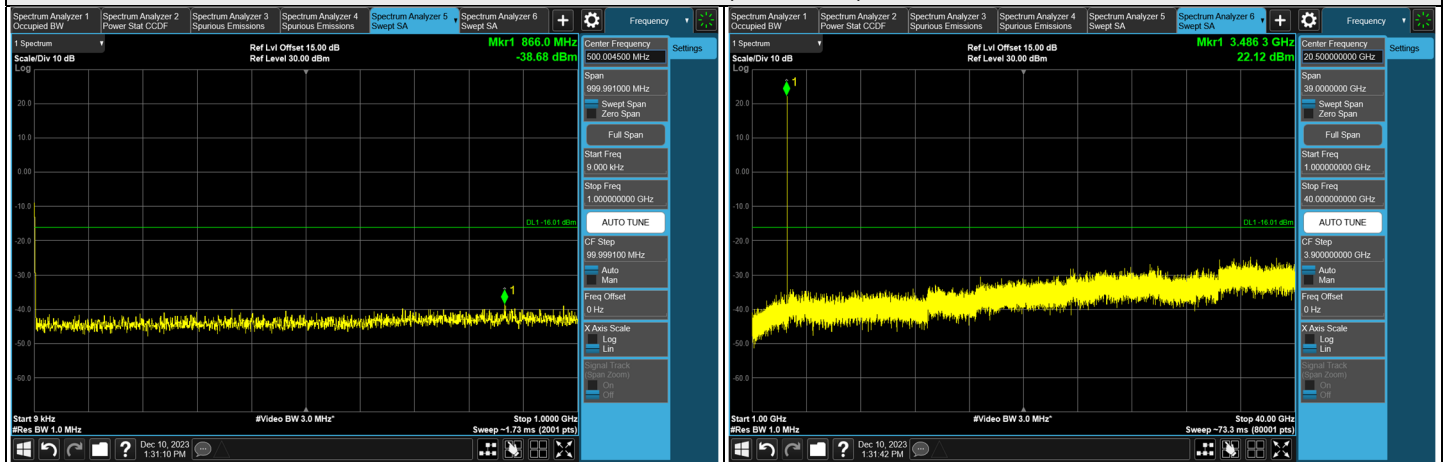 Spectrum Analyzer 1
Occupied BW
Spectrum Analyzer 2
Power Stat CCDF
Spectrum Analyzer 3
Spurious Emissions
Spectrum Analyzer 4
Spurious Emissions
Spectrum Analyzer 5
Swept SA
Spectrum Analyzer 6
Swept SA
Frequency
1 Spectrum
Scale/Div 10 dB
Log
Ref Lvl Offset 15.00 dB
Ref Level 30.00 dBm
Mkr1 866.0 MHz
-38.68 dBm
1
20.0
10.0
0.00
-10.0
-20.0
-30.0
-40.0
-50.0
-60.0
DL1 -16.01 dBm
1
Start 9 kHz
#Res BW 1.0 MHz
#Video BW 3.0 MHz*
Stop 1.0000 GHz
Sweep ~1.73 ms (2001 pts)
Center Frequency
500.004500 MHz
Settings
Span
999.991000 MHz
Swept Span
Zero Span
Full Span
Start Freq
9.000 kHz
Stop Freq
1.000000000 GHz
AUTO TUNE
CF Step
99.999100 MHz
Auto
Man
Freq Offset
0 Hz
X Axis Scale
Log
Lin
Signal Track
(Span Zoom)
On
Off
?
Dec 10, 2023
1:31:10 PM
Spectrum Analyzer 1
Occupied BW
Spectrum Analyzer 2
Power Stat CCDF
Spectrum Analyzer 3
Spurious Emissions
Spectrum Analyzer 4
Spurious Emissions
Spectrum Analyzer 5
Swept SA
Spectrum Analyzer 6
Swept SA
Frequency
1 Spectrum
Scale/Div 10 dB
Log
Ref Lvl Offset 15.00 dB
Ref Level 30.00 dBm
Mkr1 3.486 3 GHz
22.12 dBm
1
20.0
10.0
0.00
-10.0
-20.0
-30.0
-40.0
-50.0
-60.0
DL1 -16.01 dBm
Start 1.00 GHz
#Res BW 1.0 MHz
#Video BW 3.0 MHz*
Stop 40.00 GHz
Sweep ~73.3 ms (80001 pts)
Center Frequency
20.500000000 GHz
Settings
Span
39.0000000 GHz
Swept Span
Zero Span
Full Span
Start Freq
1.000000000 GHz
Stop Freq
40.000000000 GHz
AUTO TUNE
CF Step
3.900000000 GHz
Auto
Man
Freq Offset
0 Hz
X Axis Scale
Log
Lin
Signal Track
(Span Zoom)
On
Off
?
Dec 10, 2023
1:31:42 PM